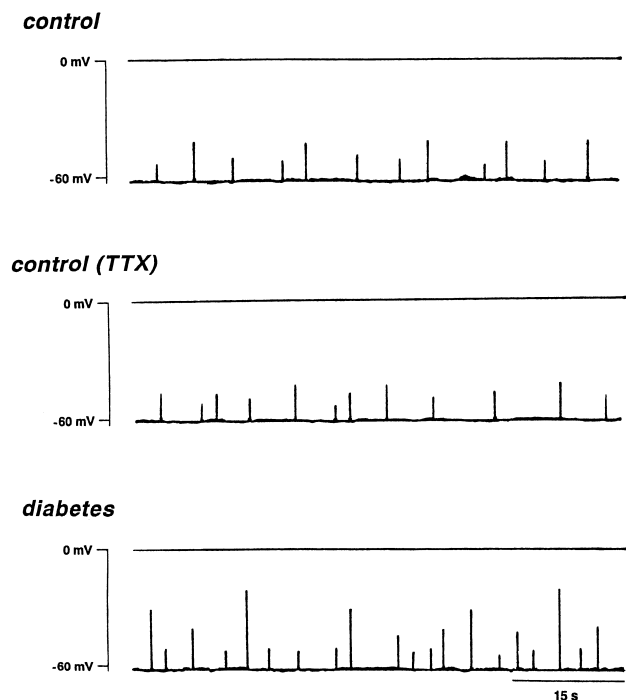 control
0 mV
-60 mV
control (TTX)
0 mV
-60 mV
diabetes
0 mV
-60 mV
15 s